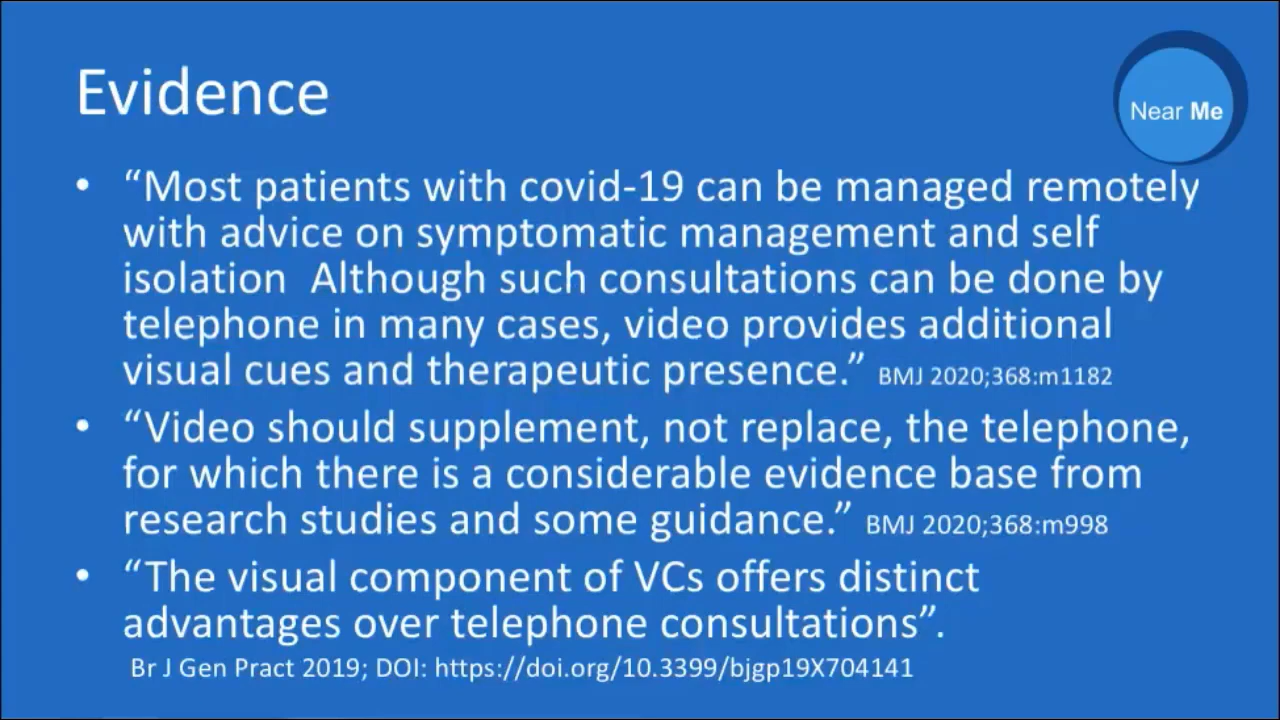 Evidence
Near Me
• “Most patients with covid-19 can be managed remotely
with advice on symptomatic management and self
isolation  Although such consultations can be done by
telephone in many cases, video provides additional
visual cues and therapeutic presence.” BMJ 2020;368:m1182
• “Video should supplement, not replace, the telephone,
for which there is a considerable evidence base from
research studies and some guidance.” BMJ 2020;368:m998
• “The visual component of VCs offers distinct
advantages over telephone consultations”.
Br J Gen Pract 2019; DOI: https://doi.org/10.3399/bjgp19X704141